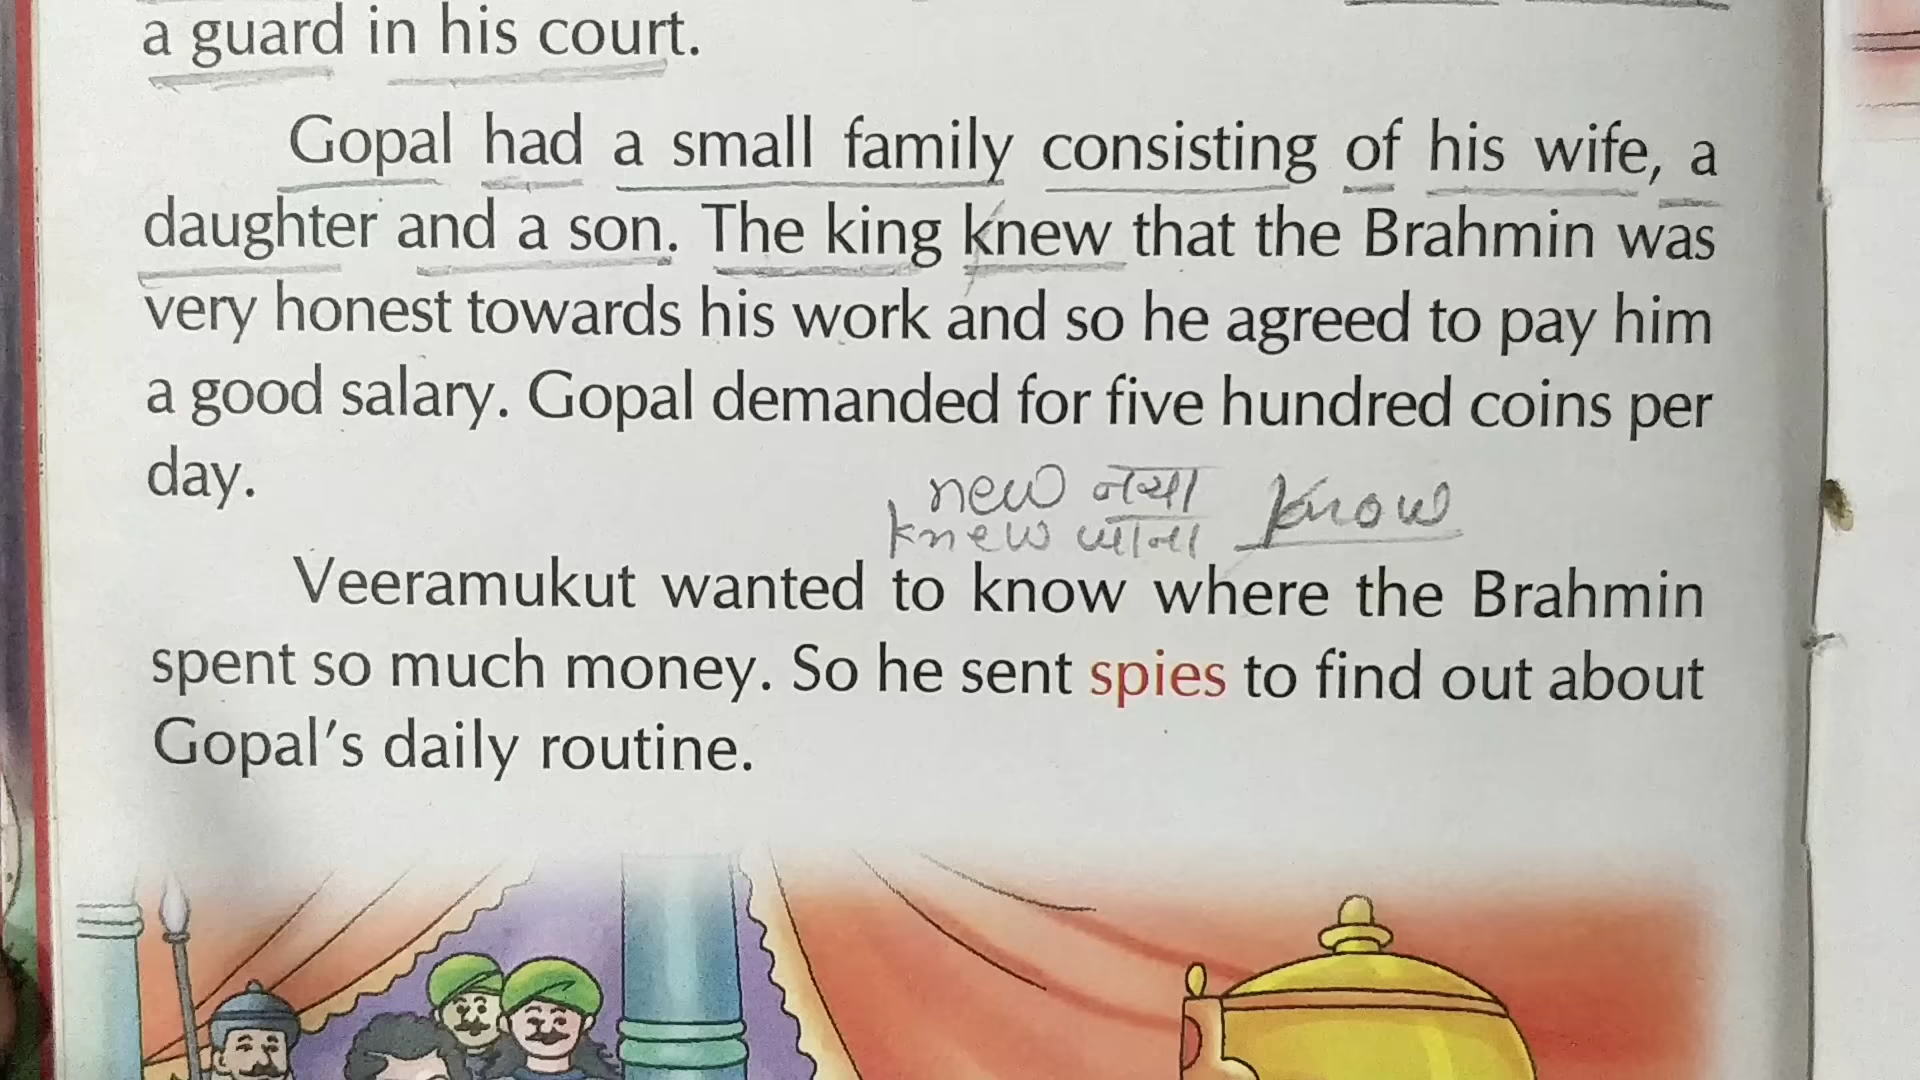 a guard in his court.
Gopal had a small family consisting of his wife, a
daughter and a son. The king knew that the Brahmin was
very honest towards his work and so he agreed to pay him
a good salary. Gopal demanded for five hundred coins per
day.
new नया know
knew जाना
Veeramukut wanted to know where the Brahmin
spent so much money. So he sent spies to find out about
Gopal's daily routine.